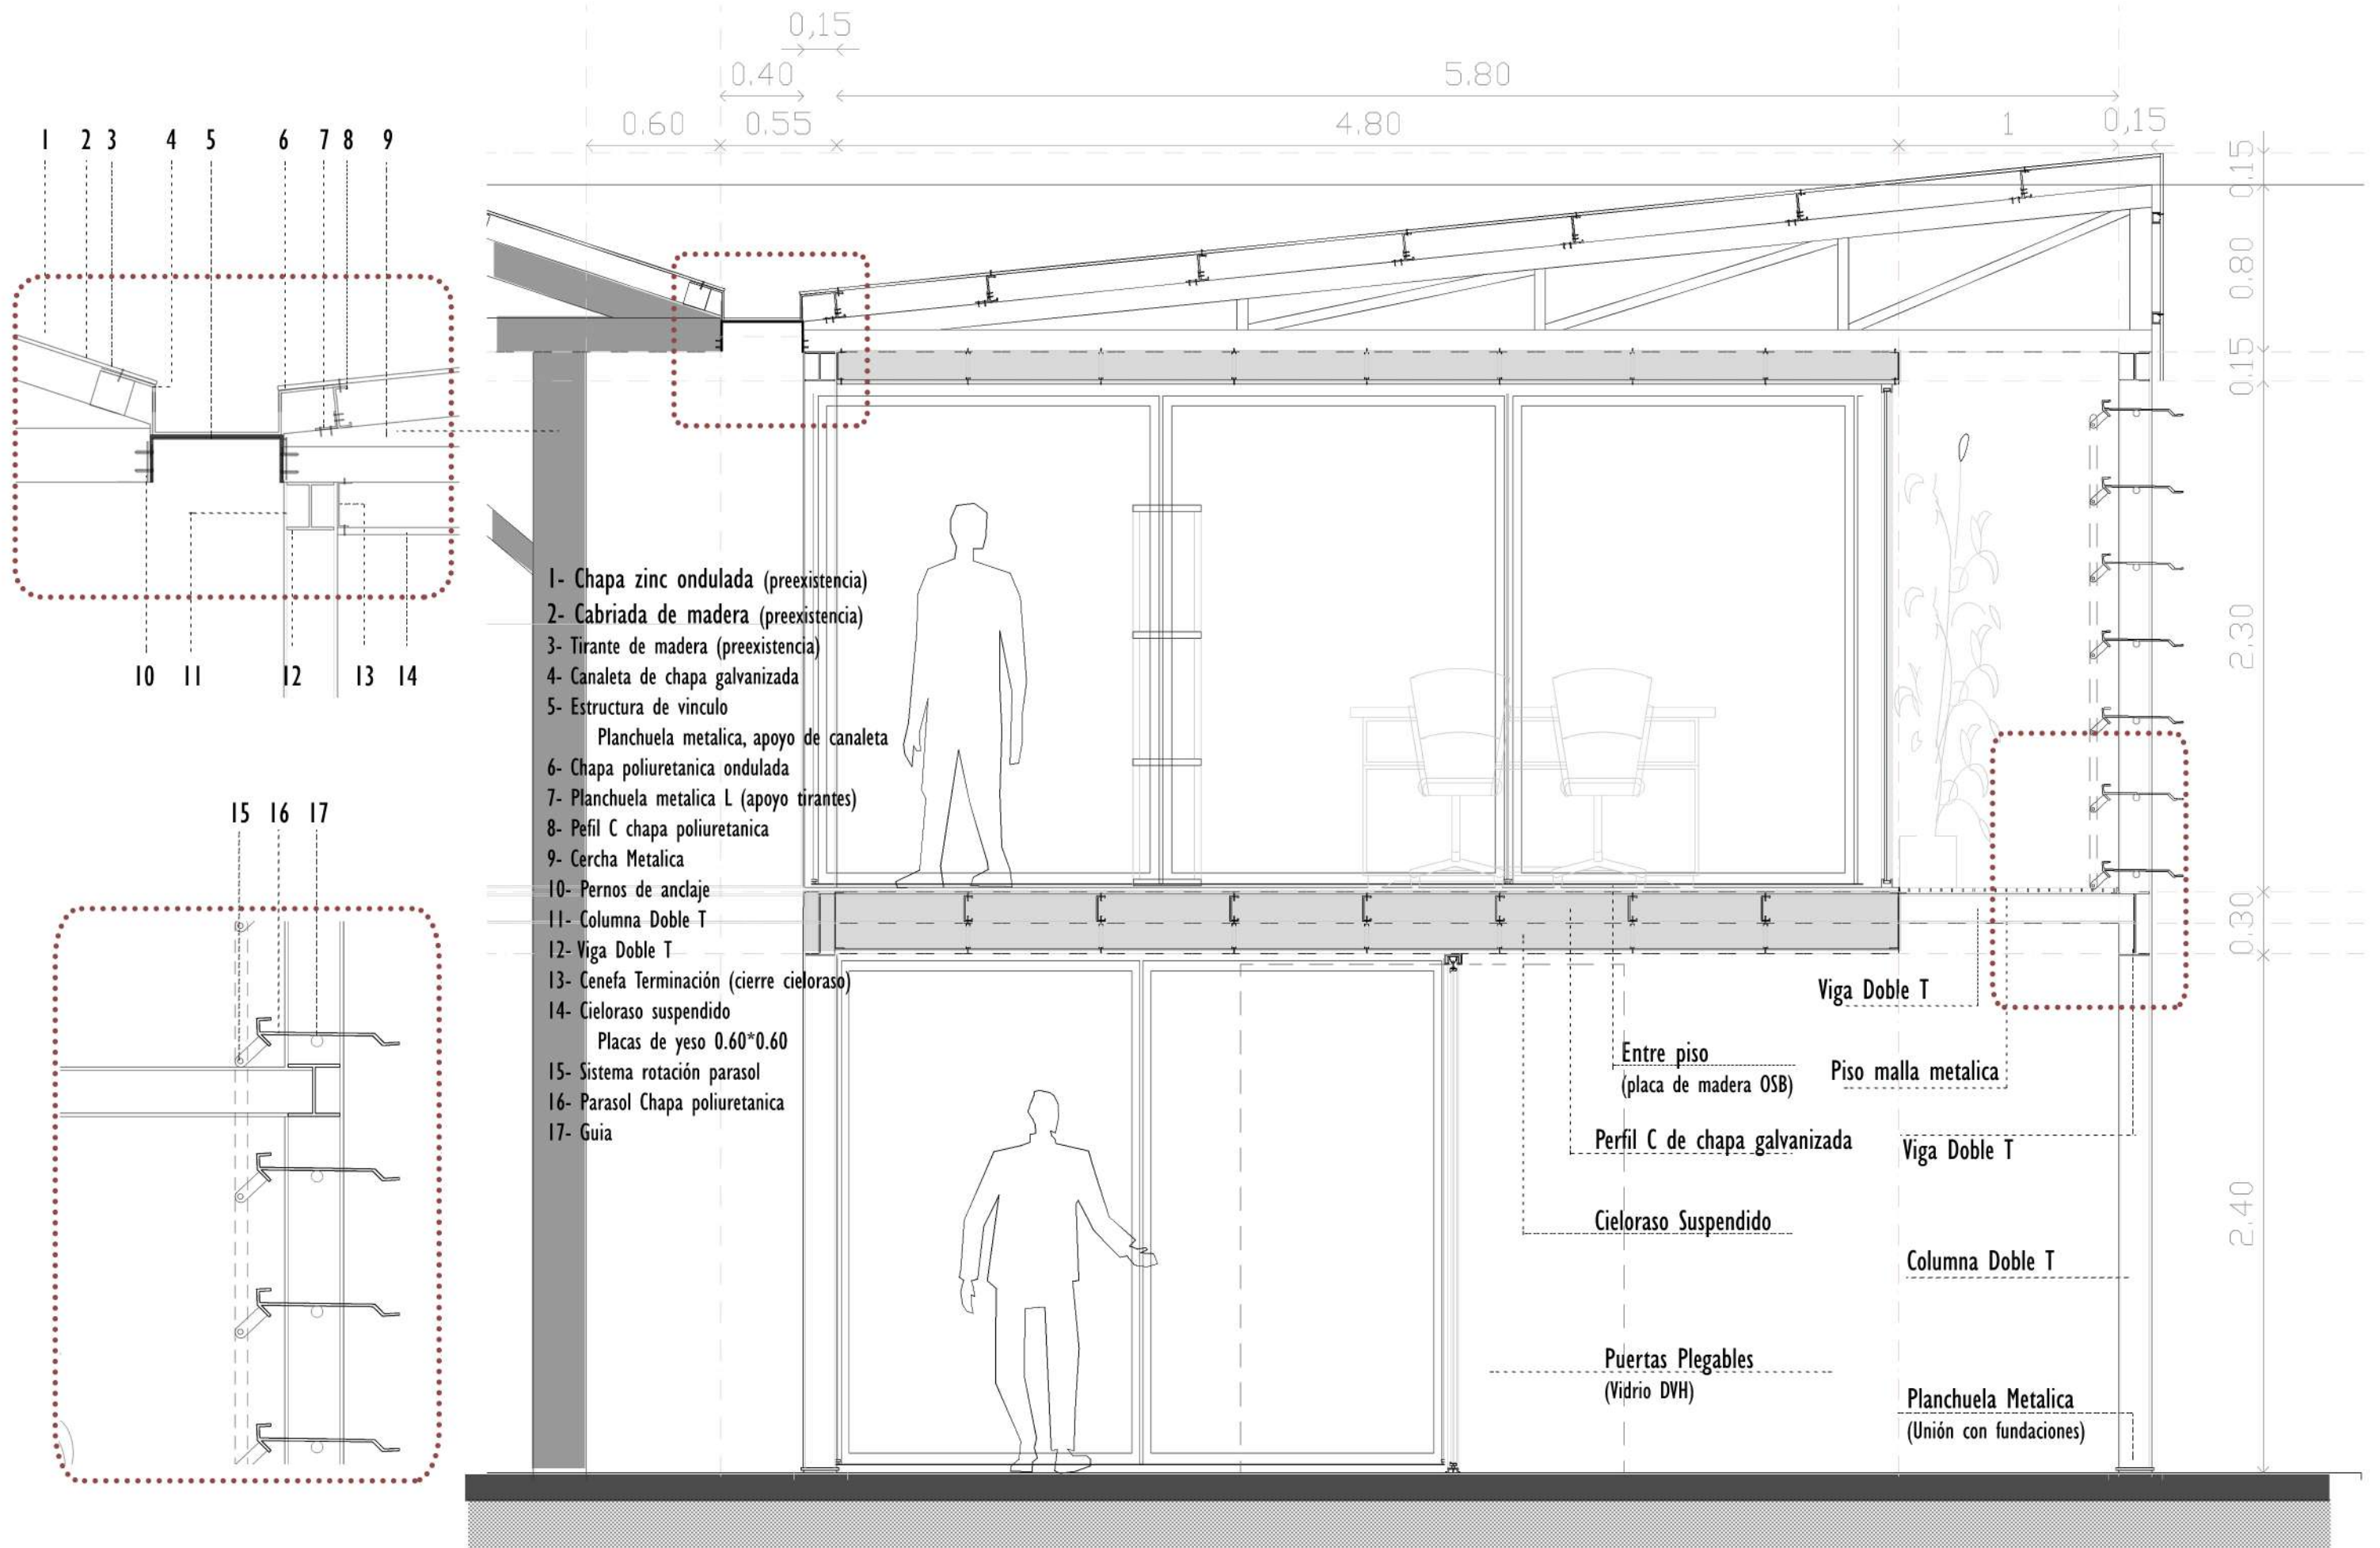 0,15
0.40
5.80
0.60
0.55
4.80
1
0,15
1 2 3 4 5 6 7 8 9
0.15
0.80
0.15
2.30
0.30
2.40
10 11 12 13 14
15 16 17
1- Chapa zinc ondulada (preexistencia)
2- Cabriada de madera (preexistencia)
3- Tirante de madera (preexistencia)
4- Canaleta de chapa galvanizada
5- Estructura de vinculo
Planchuela metalica, apoyo de canaleta
6- Chapa poliuretanica ondulada
7- Planchuela metalica L (apoyo tirantes)
8- Pefil C chapa poliuretanica
9- Cercha Metalica
10- Pernos de anclaje
11- Columna Doble T
12- Viga Doble T
13- Cenefa Terminación (cierre cieloraso)
14- Cieloraso suspendido
Placas de yeso 0.60*0.60
15- Sistema rotación parasol
16- Parasol Chapa poliuretanica
17- Guia
Viga Doble T
Entre piso
(placa de madera OSB)
Piso malla metalica
Perfil C de chapa galvanizada
Viga Doble T
Cieloraso Suspendido
Columna Doble T
Puertas Plegables
(Vidrio DVH)
Planchuela Metalica
(Unión con fundaciones)